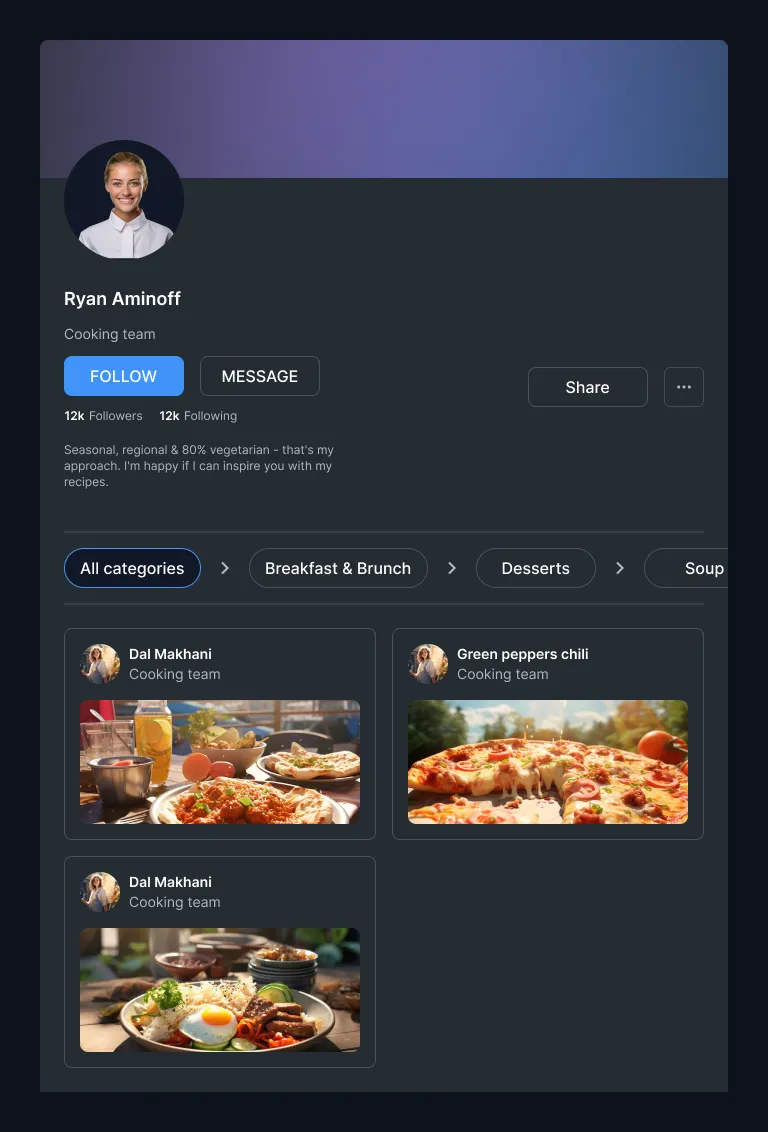 Ryan Aminoff
Cooking team
FOLLOW
MESSAGE
Share
12k Followers 12k Following
Seasonal, regional & 80% vegetarian - that's my
approach. I'm happy if I can inspire you with my
recipes.
All categories
Breakfast & Brunch
Desserts
Soup
Dal Makhani
Cooking team
Green peppers chili
Cooking team
Dal Makhani
Cooking team